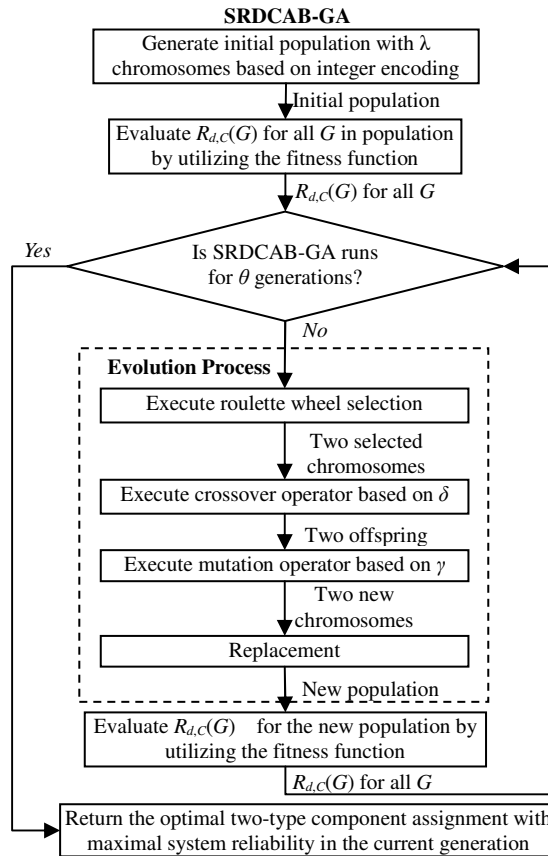 SRDCAB-GA
Generate initial population with λ
chromosomes based on integer encoding
Initial population
Evaluate R_{d,C}(G) for all G in population
by utilizing the fitness function
R_{d,C}(G) for all G
Yes
Is SRDCAB-GA runs
for θ generations?
No
Evolution Process
Execute roulette wheel selection
Two selected
chromosomes
Execute crossover operator based on δ
Two offspring
Execute mutation operator based on γ
Two new
chromosomes
Replacement
New population
Evaluate R_{d,C}(G) for the new population by
utilizing the fitness function
R_{d,C}(G) for all G
Return the optimal two-type component assignment with
maximal system reliability in the current generation